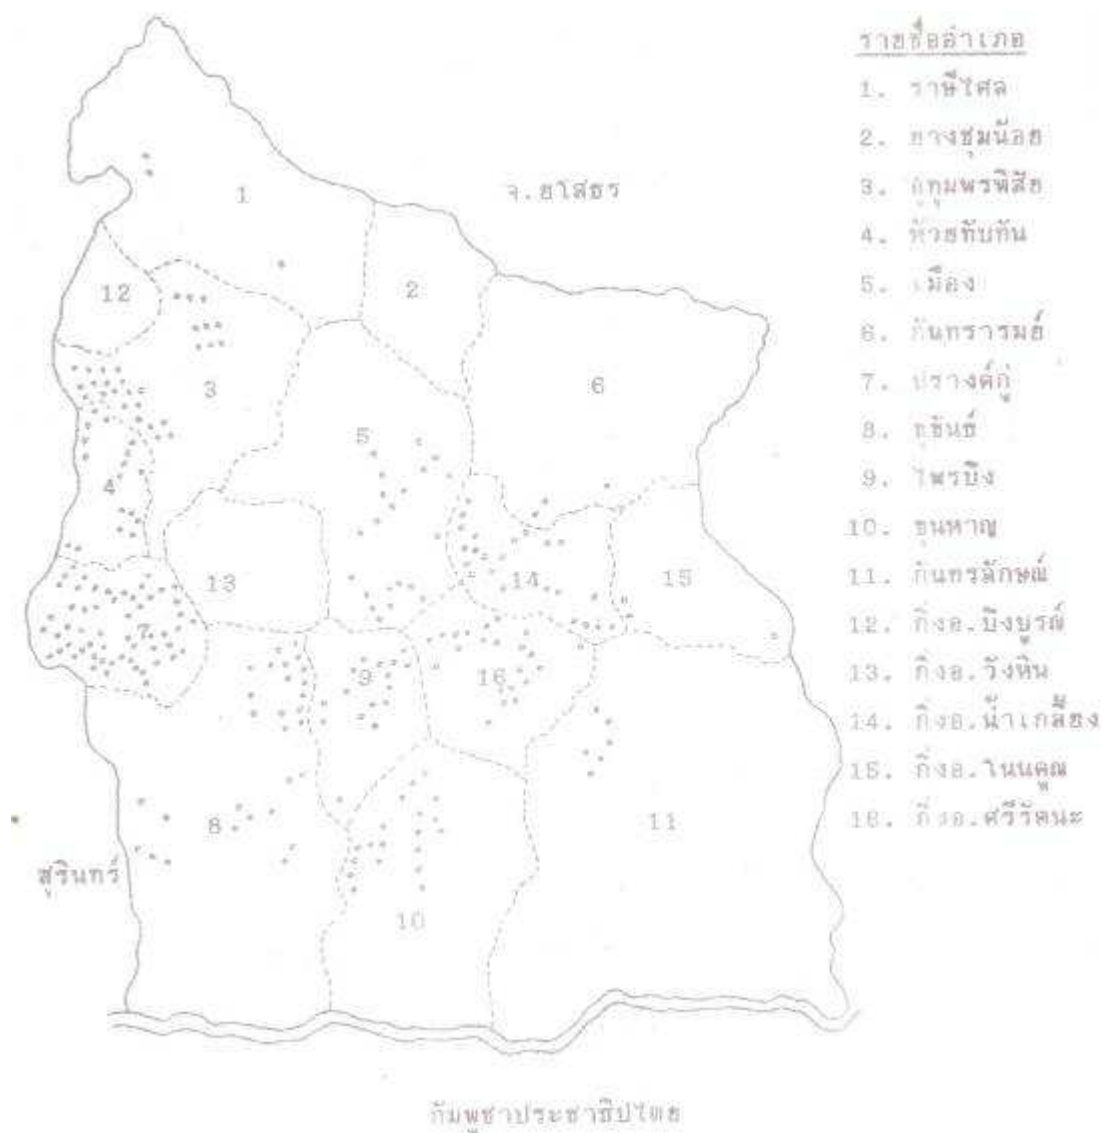 รายชื่ออำเภอ
1. ราษีไศล
2. ยางชุมน้อย
3. อุทุมพรพิสัย
4. ห้วยทับทัน
5. เมือง
6. กันทรารมย์
7. ปรางค์กู่
8. ขุขันธ์
9. ไพรบึง
10. ขุนหาญ
11. กันทรลักษณ์
12. กิ่งอ.บึงบูรณ์
13. กิ่งอ.วังหิน
14. กิ่งอ.น้ำเกลี้ยง
15. กิ่งอ.โนนคูณ
16. กิ่งอ.ศรีรัตนะ
จ.ยโสธร
1
2
12
3
6
5
4
13
14
15
7
9
16
8
11
10
สุรินทร์
กัมพูชาประชาธิปไตย